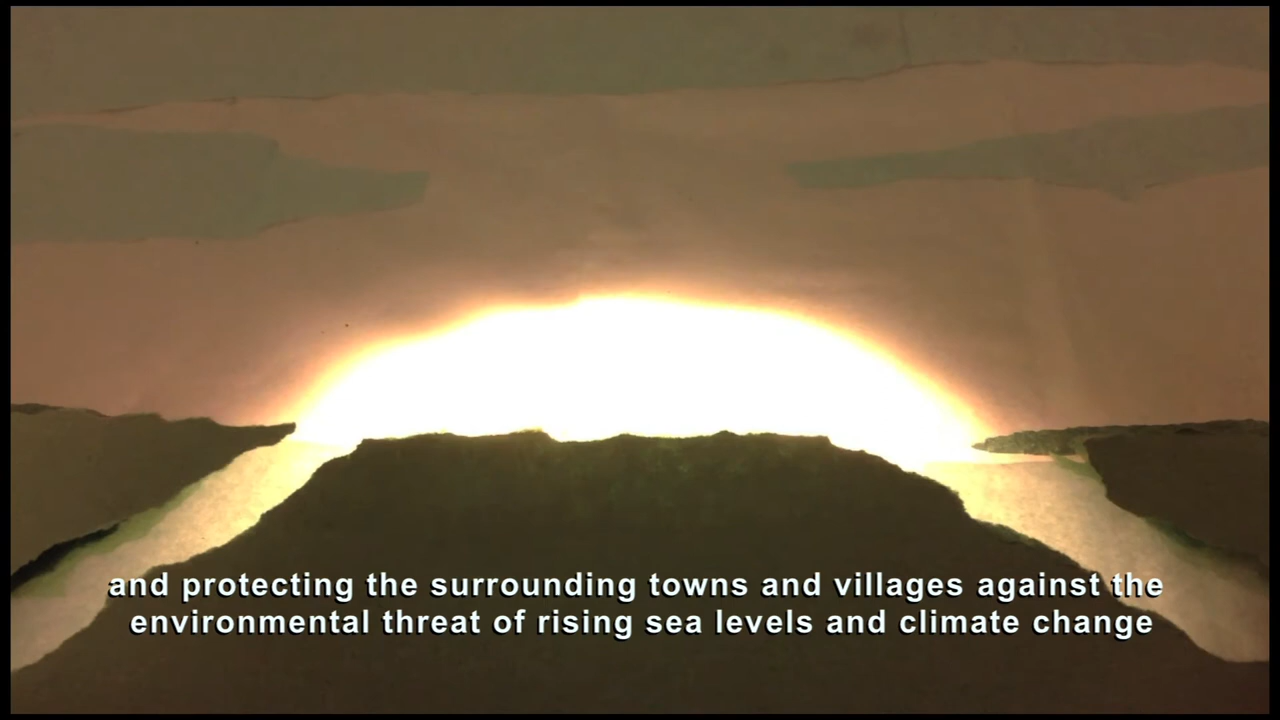 and protecting the surrounding towns and villages against the
environmental threat of rising sea levels and climate change